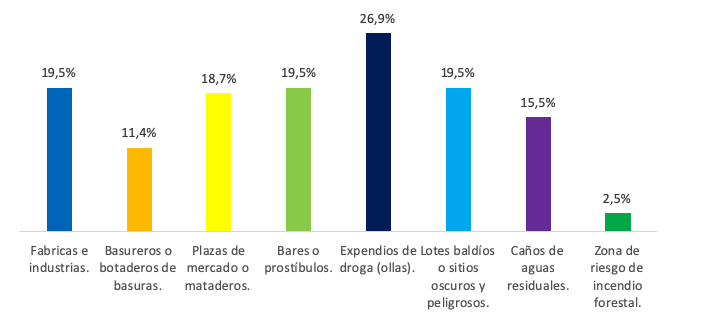 26,9%
19,5%
19,5%
19,5%
18,7%
15,5%
11,4%
2,5%
Fabricas e
industrias.
Basureros o
botaderos de
basuras.
Plazas de
mercado o
mataderos.
Bares o
prostíbulos.
Expendios de
droga (ollas).
Lotes baldíos
o sitios
oscuros y
peligrosos.
Caños de
aguas
residuales.
Zona de
riesgo de
incendio
forestal.